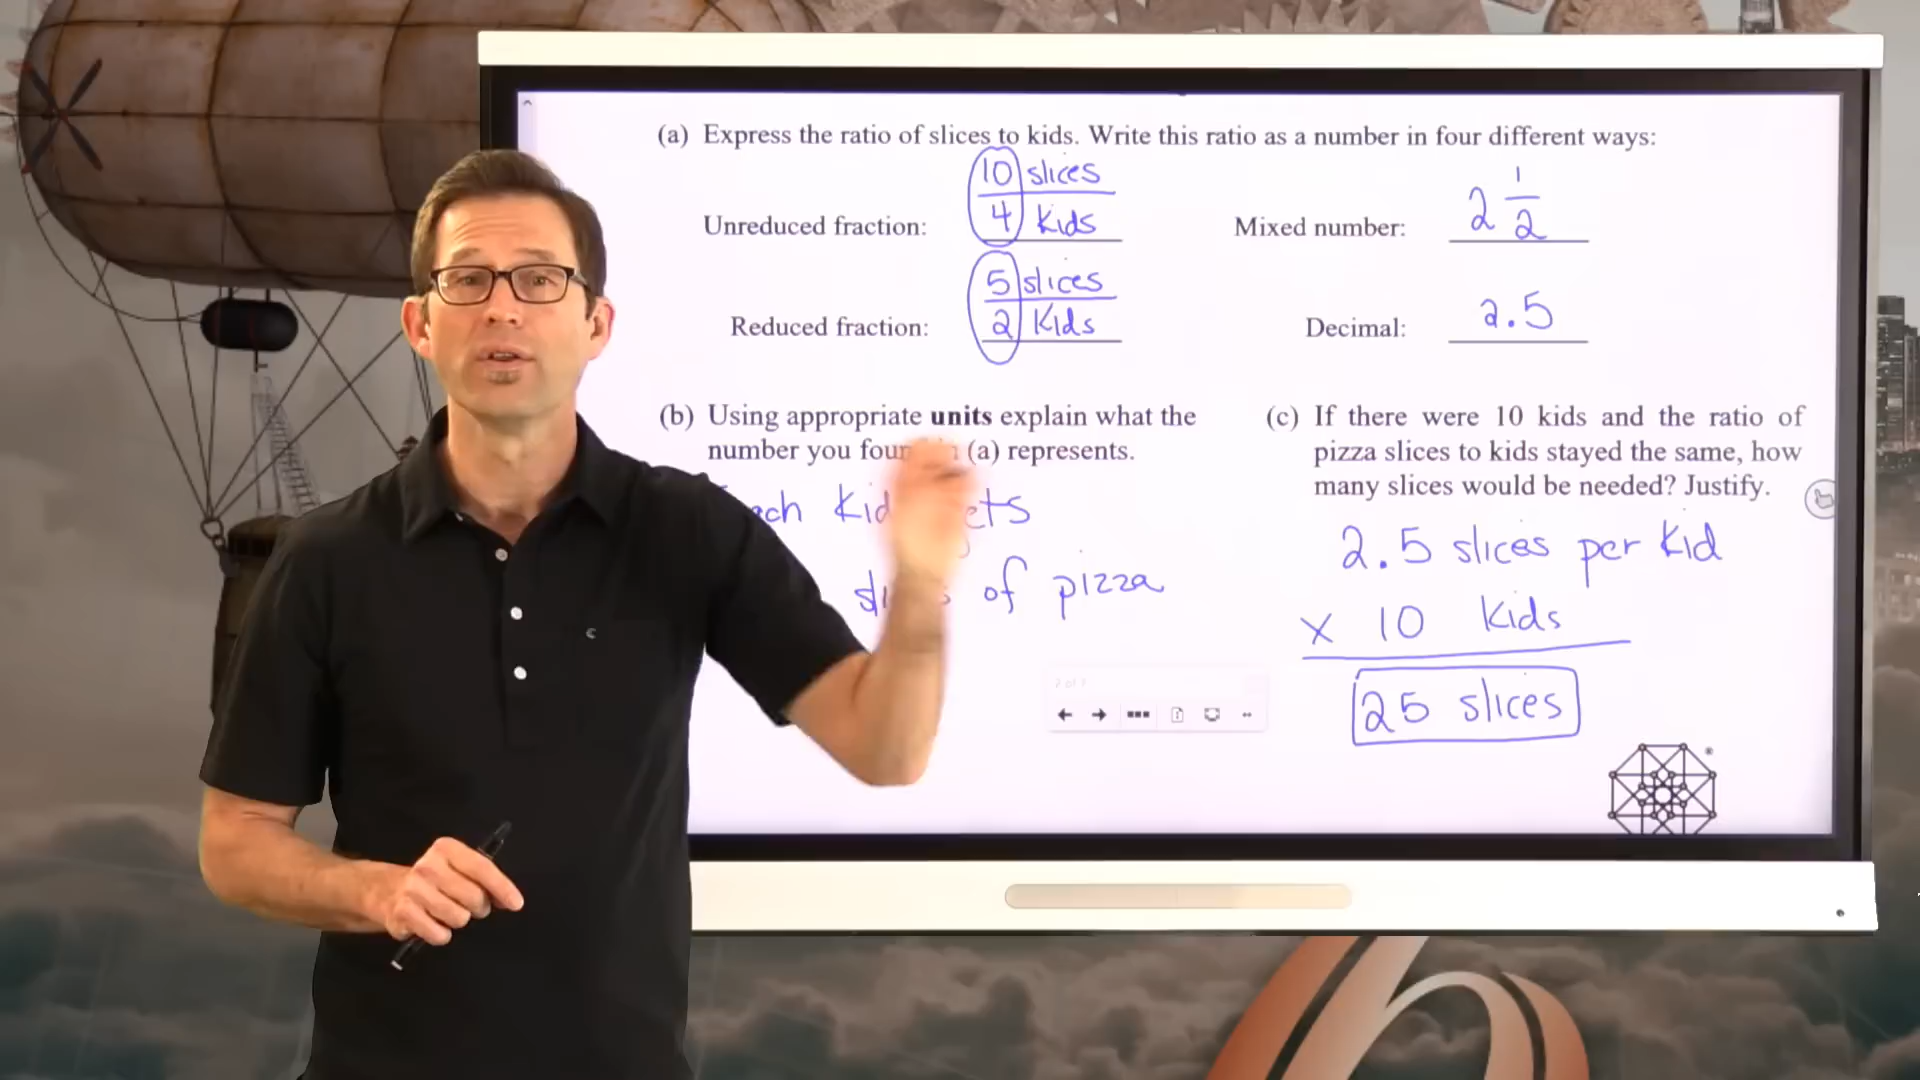 (a) Express the ratio of slices to kids. Write this ratio as a number in four different ways:
Unreduced fraction:
10 slices
4 kids
Mixed number:
2 1/2
Reduced fraction:
5 slices
2 Kids
Decimal:
2.5
(b) Using appropriate units explain what the
number you (a) represents.
Kid
of pizza
(c) If there were 10 kids and the ratio of
pizza slices to kids stayed the same, how
many slices would be needed? Justify.
2.5 slices per Kid
x 10 Kids
25 slices
®